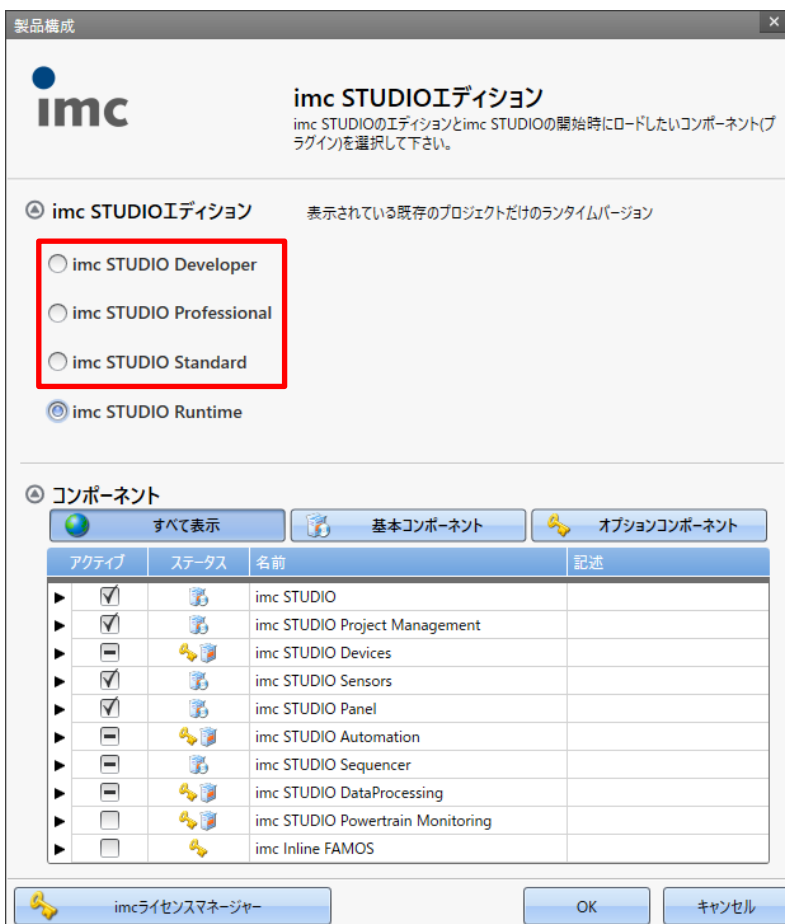 製品構成
imc
imc STUDIOエディション
imc STUDIOのエディションとimc STUDIOの開始時にロードしたいコンポーネント(プ
ラグイン)を選択して下さい。
imc STUDIOエディション
表示されている既存のプロジェクトだけのランタイムバージョン
imc STUDIO Developer
imc STUDIO Professional
imc STUDIO Standard
imc STUDIO Runtime
コンポーネント
すべて表示
基本コンポーネント
オプションコンポーネント
アクティブ ステータス 名前 記述
imc STUDIO
imc STUDIO Project Management
imc STUDIO Devices
imc STUDIO Sensors
imc STUDIO Panel
imc STUDIO Automation
imc STUDIO Sequencer
imc STUDIO DataProcessing
imc STUDIO Powertrain Monitoring
imc Inline FAMOS
imcライセンスマネージャー
OK
キャンセル